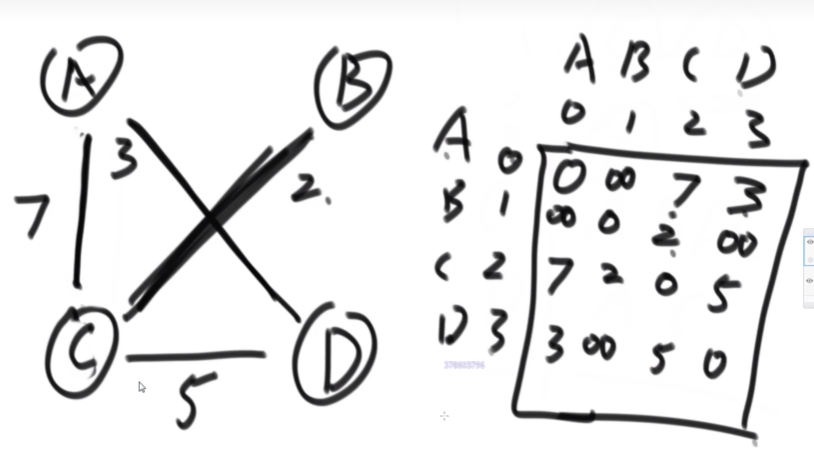 A B
3
7 2.
C D
5
A B C D
0 1 2 3
A 0 0 ∞ 7 3
B 1 ∞ 0 2 ∞
C 2 7 2 0 5
D 3 3 ∞ 5 0